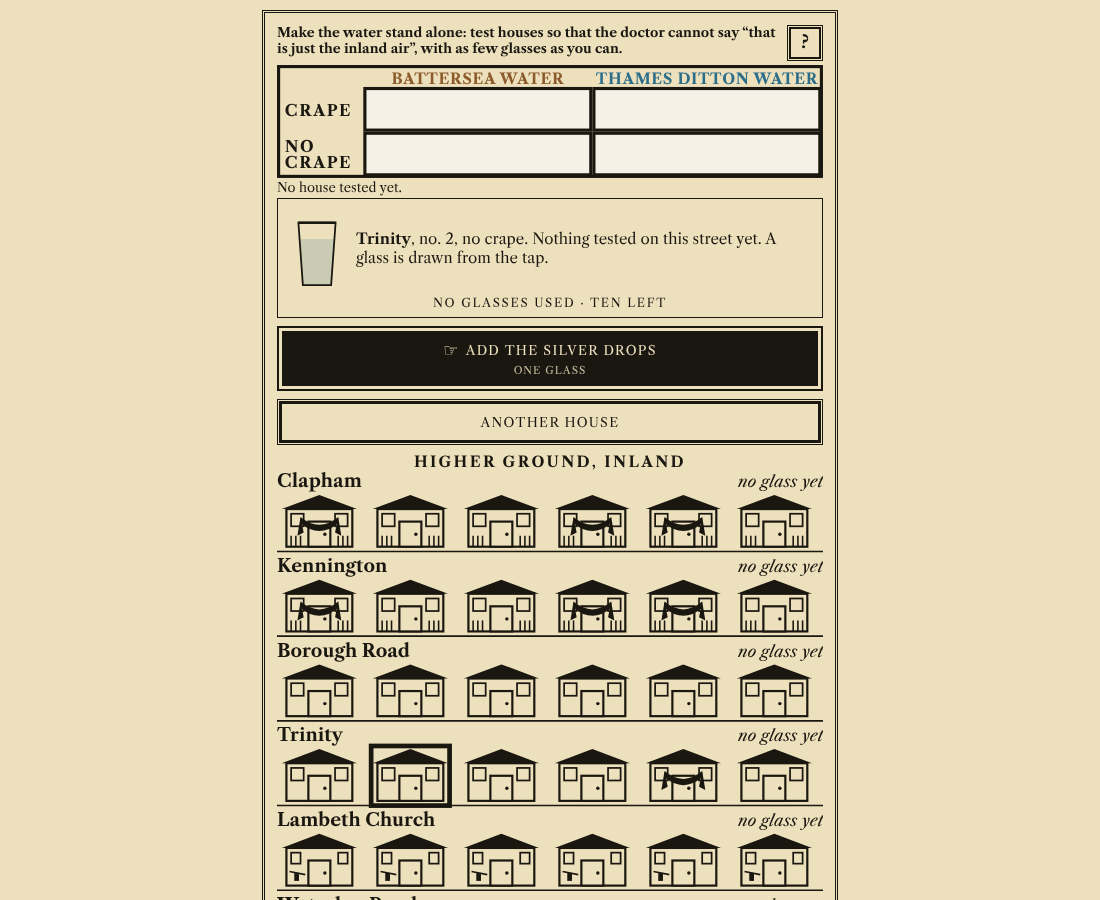 Make the water stand alone: test houses so that the doctor cannot say “that
is just the inland air”, with as few glasses as you can.
?
BATTERSEA WATER THAMES DITTON WATER
CRAPE
NO
CRAPE
No house tested yet.
Trinity, no. 2, no crape. Nothing tested on this street yet. A
glass is drawn from the tap.
NO GLASSES USED · TEN LEFT
☞ ADD THE SILVER DROPS
ONE GLASS
ANOTHER HOUSE
HIGHER GROUND, INLAND
Clapham no glass yet
Kennington no glass yet
Borough Road no glass yet
Trinity no glass yet
Lambeth Church no glass yet